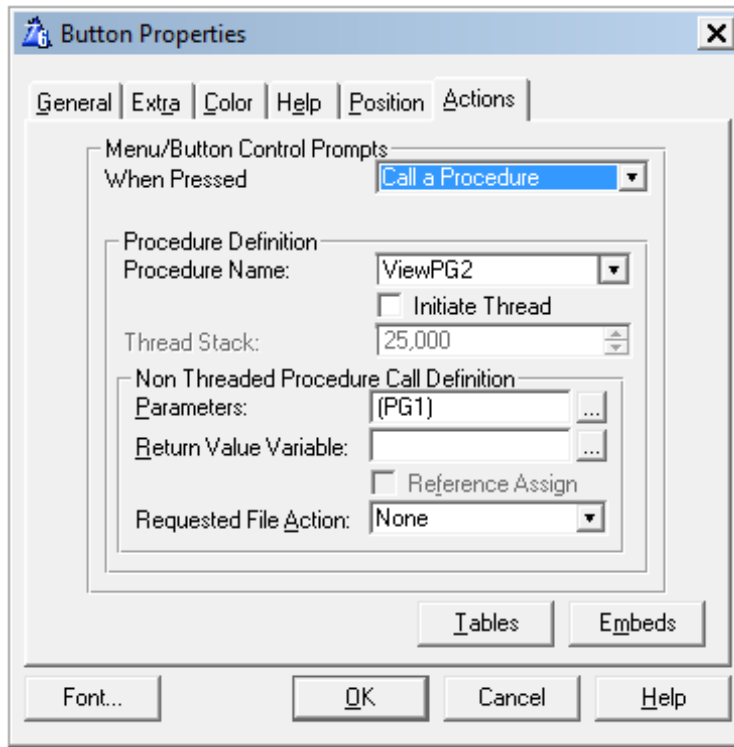 Button Properties
General Extra Color Help Position Actions
Menu/Button Control Prompts
When Pressed Call a Procedure
Procedure Definition
Procedure Name: ViewPG2
Initiate Thread
Thread Stack: 25,000
Non Threaded Procedure Call Definition
Parameters: (PG1) ...
Return Value Variable: ...
Reference Assign
Requested File Action: None
Tables Embeds
Font... OK Cancel Help